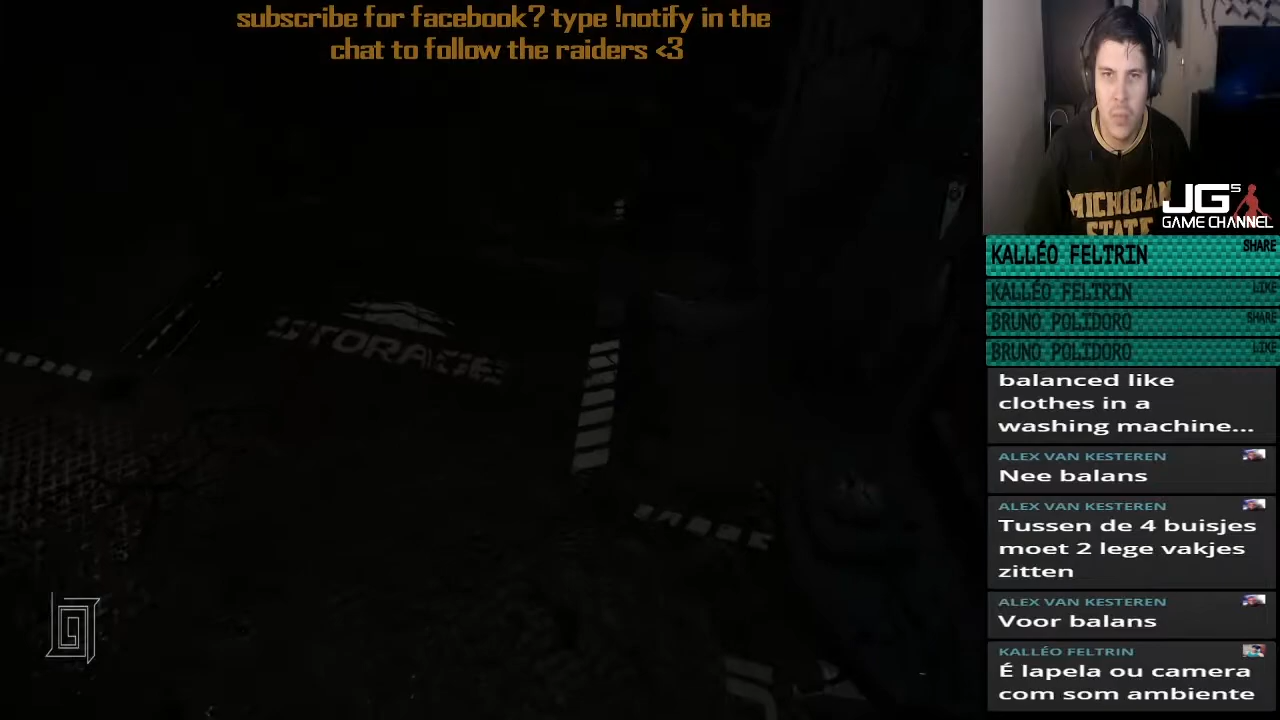 subscribe for facebook? type !notify in the
chat to follow the raiders <3
STORAGE
MICHIGAN
STATE
JG5
GAME CHANNEL
KALLÉO FELTRIN SHARE
KALLÉO FELTRIN LIKE
BRUNO POLIDORO SHARE
BRUNO POLIDORO LIKE
balanced like
clothes in a
washing machine...
ALEX VAN KESTEREN
Nee balans
ALEX VAN KESTEREN
Tussen de 4 buisjes
moet 2 lege vakjes
zitten
ALEX VAN KESTEREN
Voor balans
KALLÉO FELTRIN
É lapela ou camera
com som ambiente